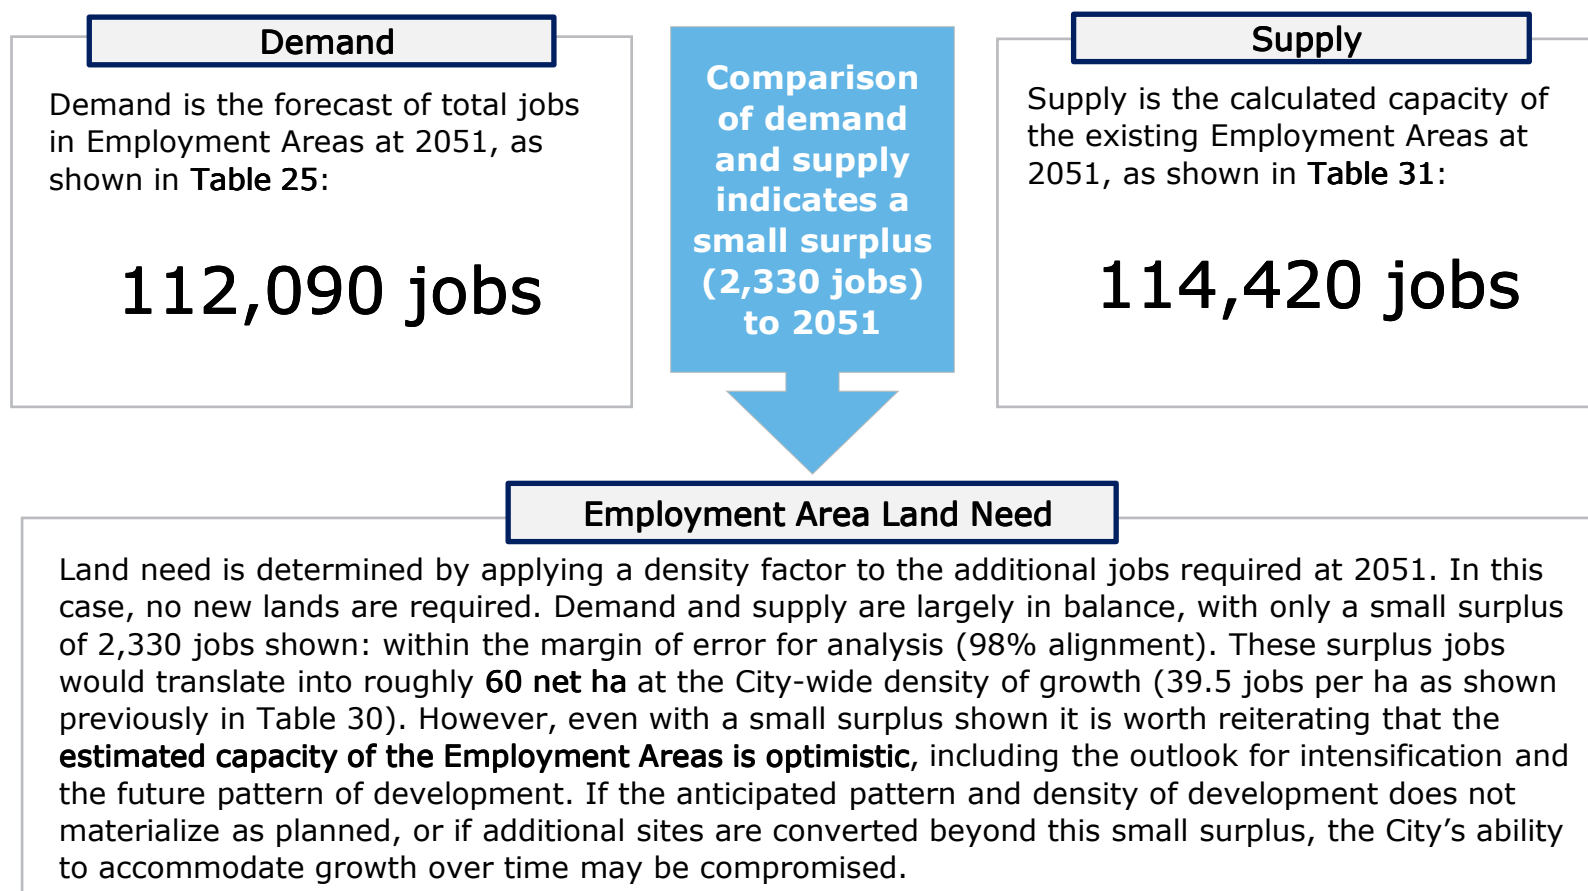 Demand
Demand is the forecast of total jobs
in Employment Areas at 2051, as
shown in Table 25:
112,090 jobs
Comparison
of demand
and supply
indicates a
small surplus
(2,330 jobs)
to 2051
Supply
Supply is the calculated capacity of
the existing Employment Areas at
2051, as shown in Table 31:
114,420 jobs
Employment Area Land Need
Land need is determined by applying a density factor to the additional jobs required at 2051. In this
case, no new lands are required. Demand and supply are largely in balance, with only a small surplus
of 2,330 jobs shown: within the margin of error for analysis (98% alignment). These surplus jobs
would translate into roughly 60 net ha at the City-wide density of growth (39.5 jobs per ha as shown
previously in Table 30). However, even with a small surplus shown it is worth reiterating that the
estimated capacity of the Employment Areas is optimistic, including the outlook for intensification and
the future pattern of development. If the anticipated pattern and density of development does not
materialize as planned, or if additional sites are converted beyond this small surplus, the City’s ability
to accommodate growth over time may be compromised.